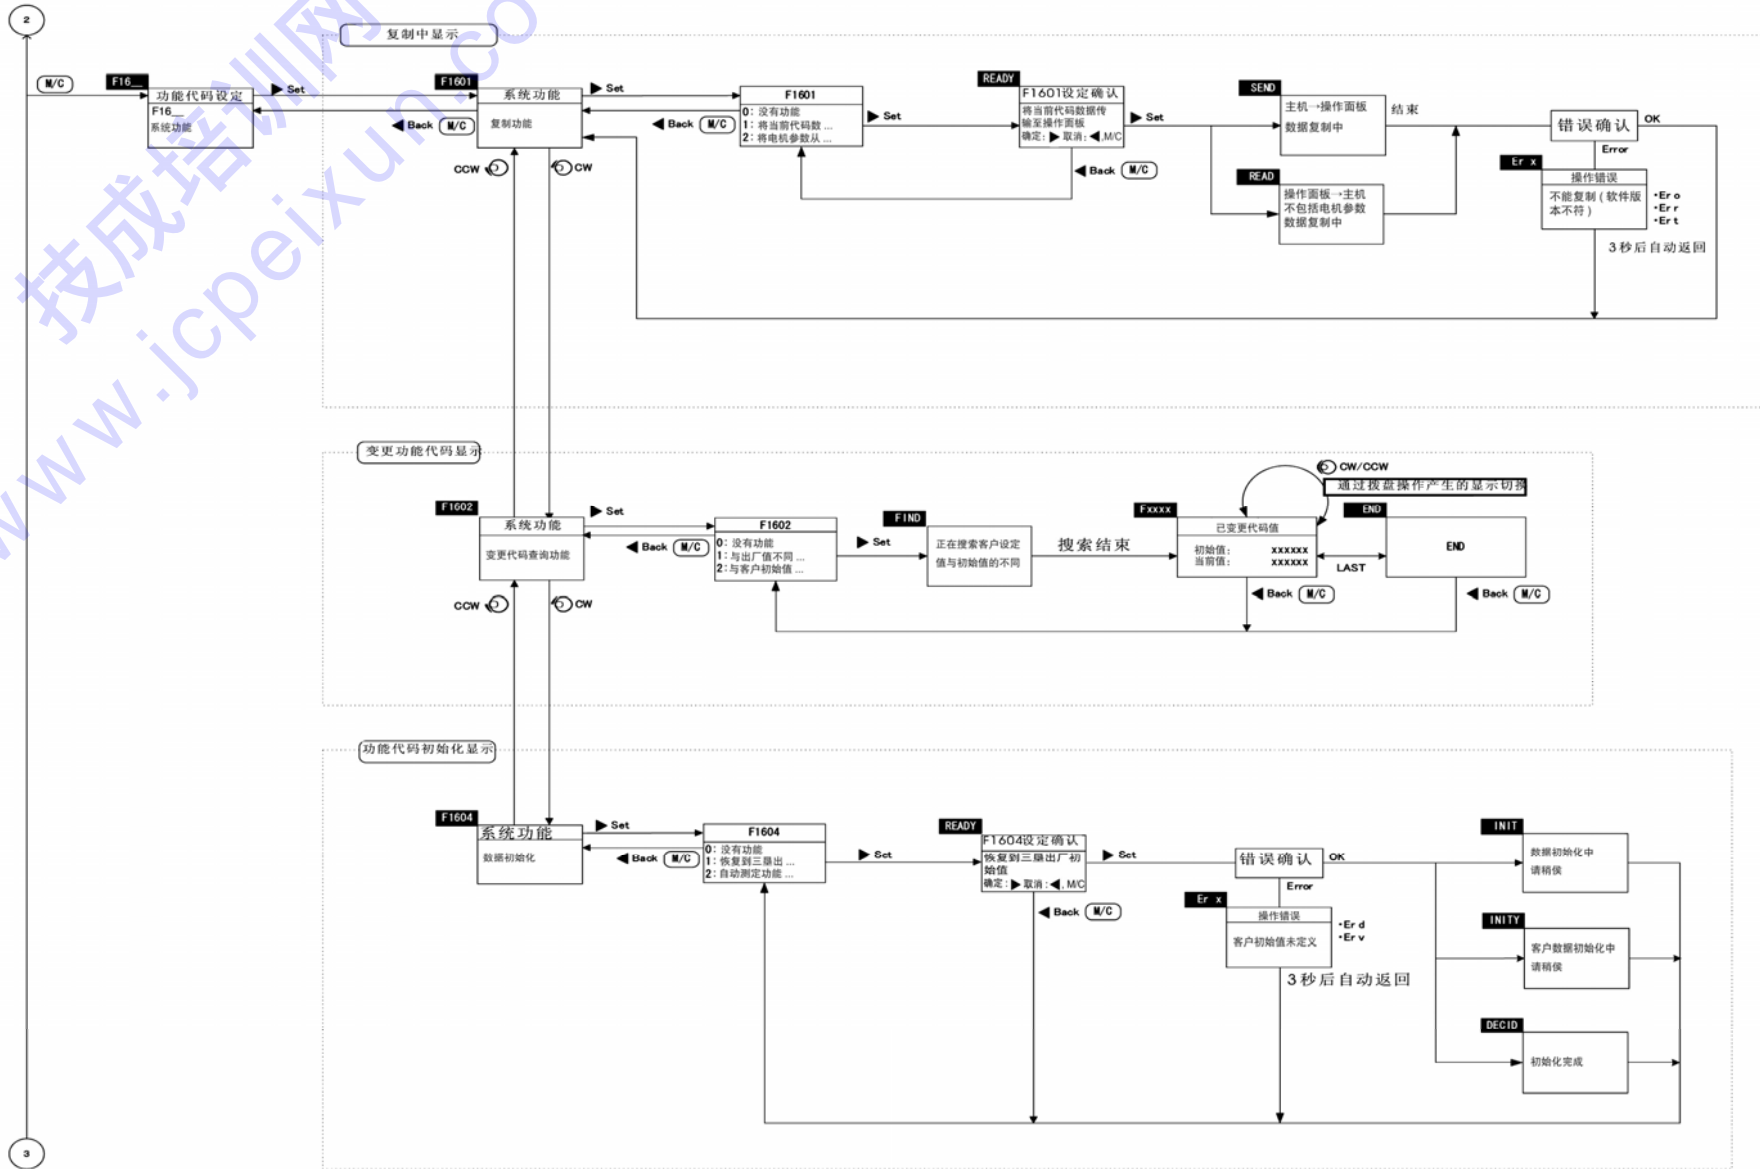 2
复制中显示
M/C
F16__
功能代码设定
F16__
系统功能
Set
Back M/C
F1601
系统功能
复制功能
Set
Back M/C
F1601
0: 没有功能
1: 将当前代码数 ...
2: 将电机参数从 ...
Set
READY
F1601设定确认
将当前代码数据传
输至操作面板
确定: ▶ 取消: ◀,M/C
Set
Back M/C
SEND
主机→操作面板
数据复制中
结束
READ
操作面板→主机
不包括电机参数
数据复制中
错误确认
OK
Error
Er x
操作错误
不能复制 ( 软件版
本不符 )
·Er o
·Er r
·Er t
3秒后自动返回
CCW
CW
变更功能代码显示
F1602
系统功能
变更代码查询功能
Set
Back M/C
F1602
0: 没有功能
1: 与出厂值不同 ...
2: 与客户初始值 ...
Set
FIND
正在搜索客户设定
值与初始值的不同
搜索结束
CW/CCW
通过拨盘操作产生的显示切换
Fxxxx
已变更代码值
初始值: xxxxxx
当前值: xxxxxx
LAST
END
END
Back M/C
Back M/C
CCW
CW
功能代码初始化显示
F1604
系统功能
数据初始化
Set
Back M/C
F1604
0: 没有功能
1: 恢复到三垦出 ...
2: 自动测定功能 ...
Set
READY
F1604设定确认
恢复到三垦出厂初
始值
确定: ▶ 取消: ◀, M/C
Set
Back M/C
错误确认
OK
Error
Er x
操作错误
客户初始值未定义
·Er d
·Er v
3秒后自动返回
INIT
数据初始化中
请稍侯
INITY
客户数据初始化中
请稍侯
DECID
初始化完成
3
技成培训网
www.jcpeixun.co